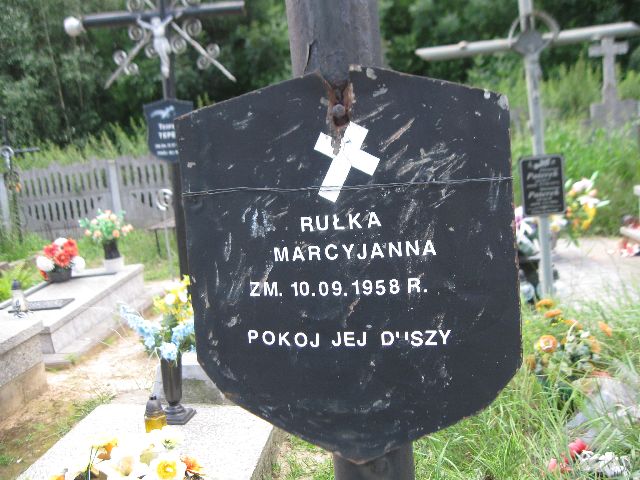 RUŁKA
MARCYJANNA
ZM. 10.09.1958 R.
POKOJ JEJ DUSZY